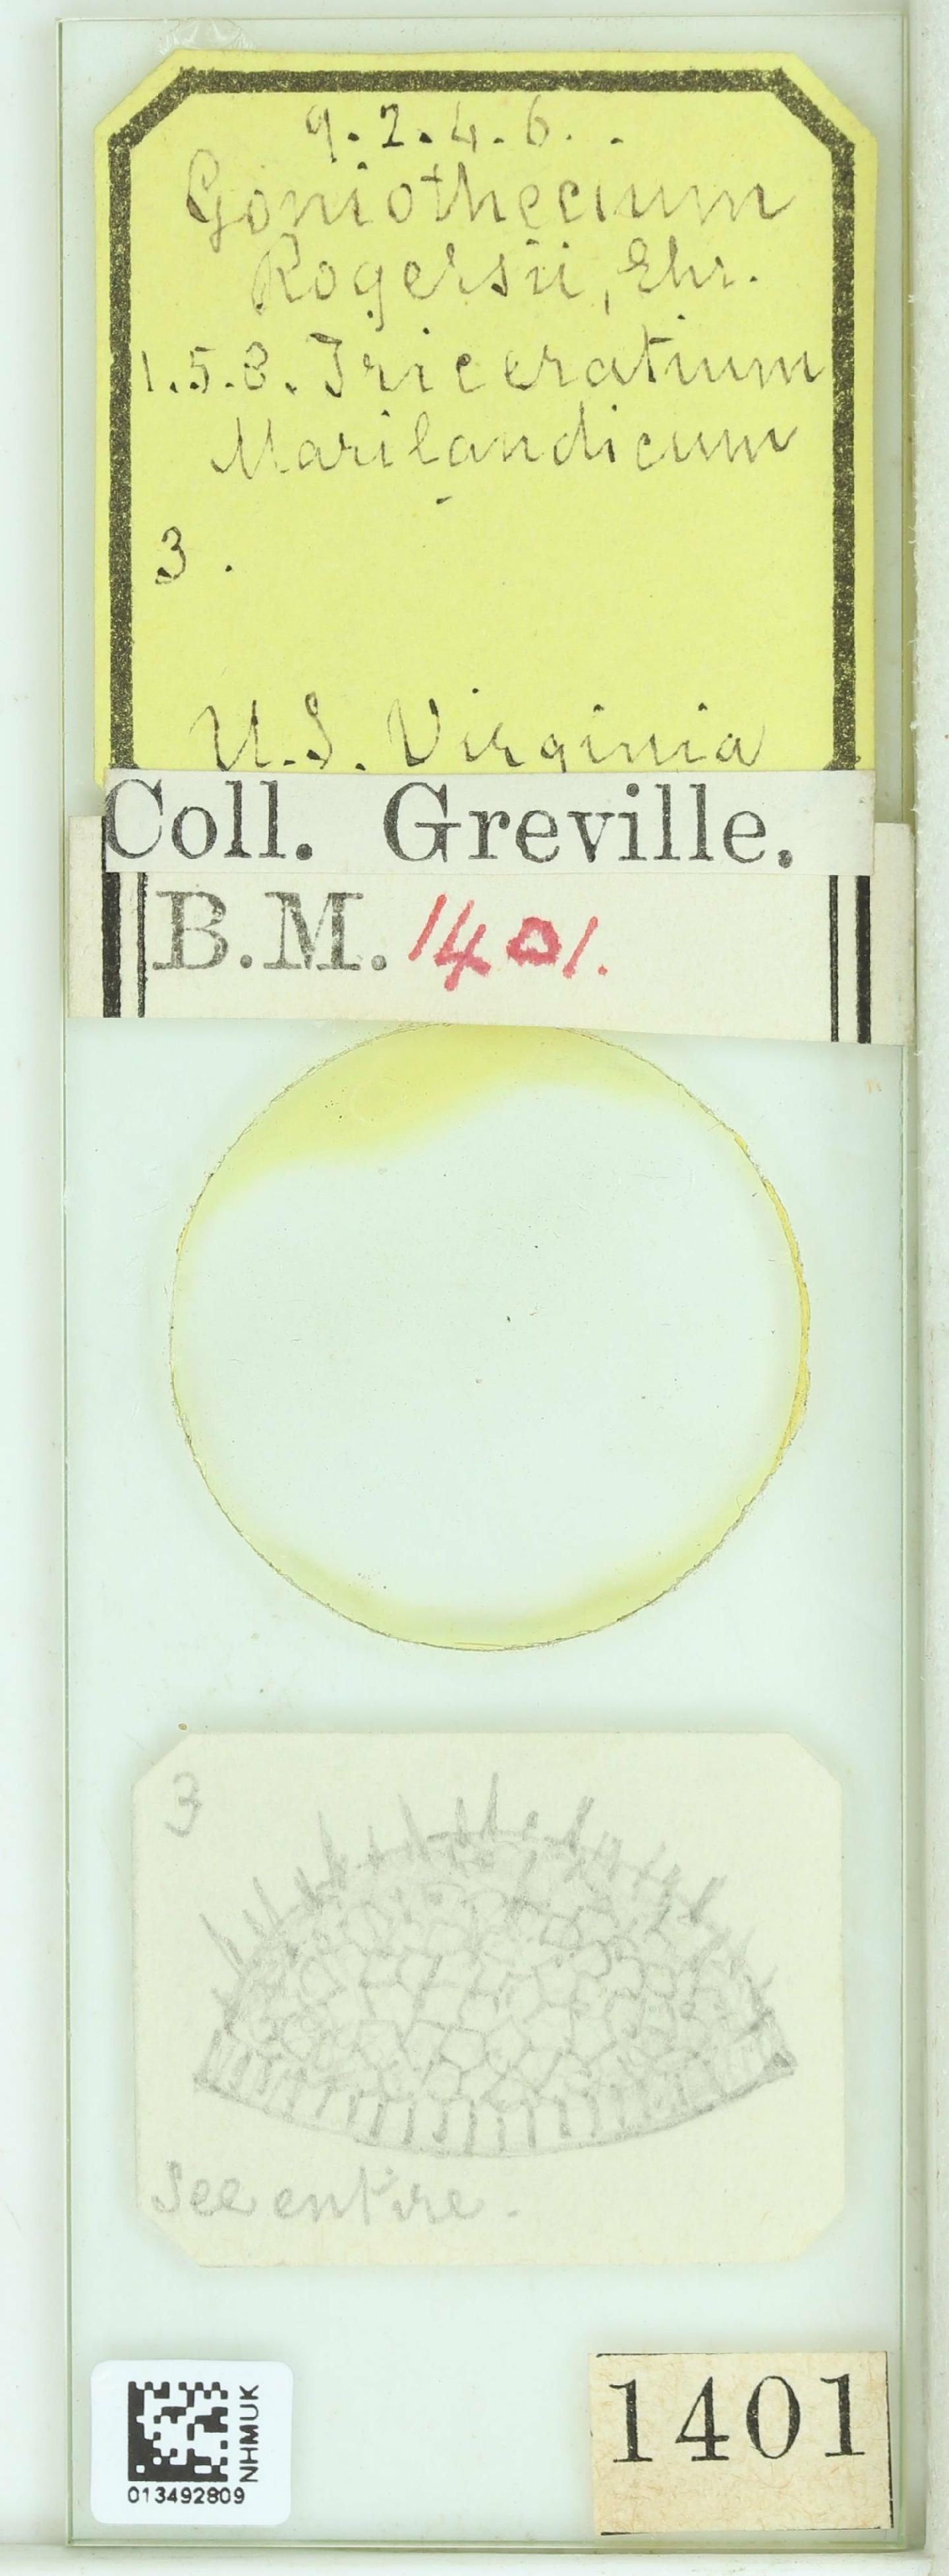 9.2.4.6..
Goniothecium
Rogersii, Ehr.
1.5.8. Triceratium
Marilandicum
3.
U.S. Virginia
Coll. Greville.
B.M. 1401.
3
See entire.
NHMUK
013492809
1401